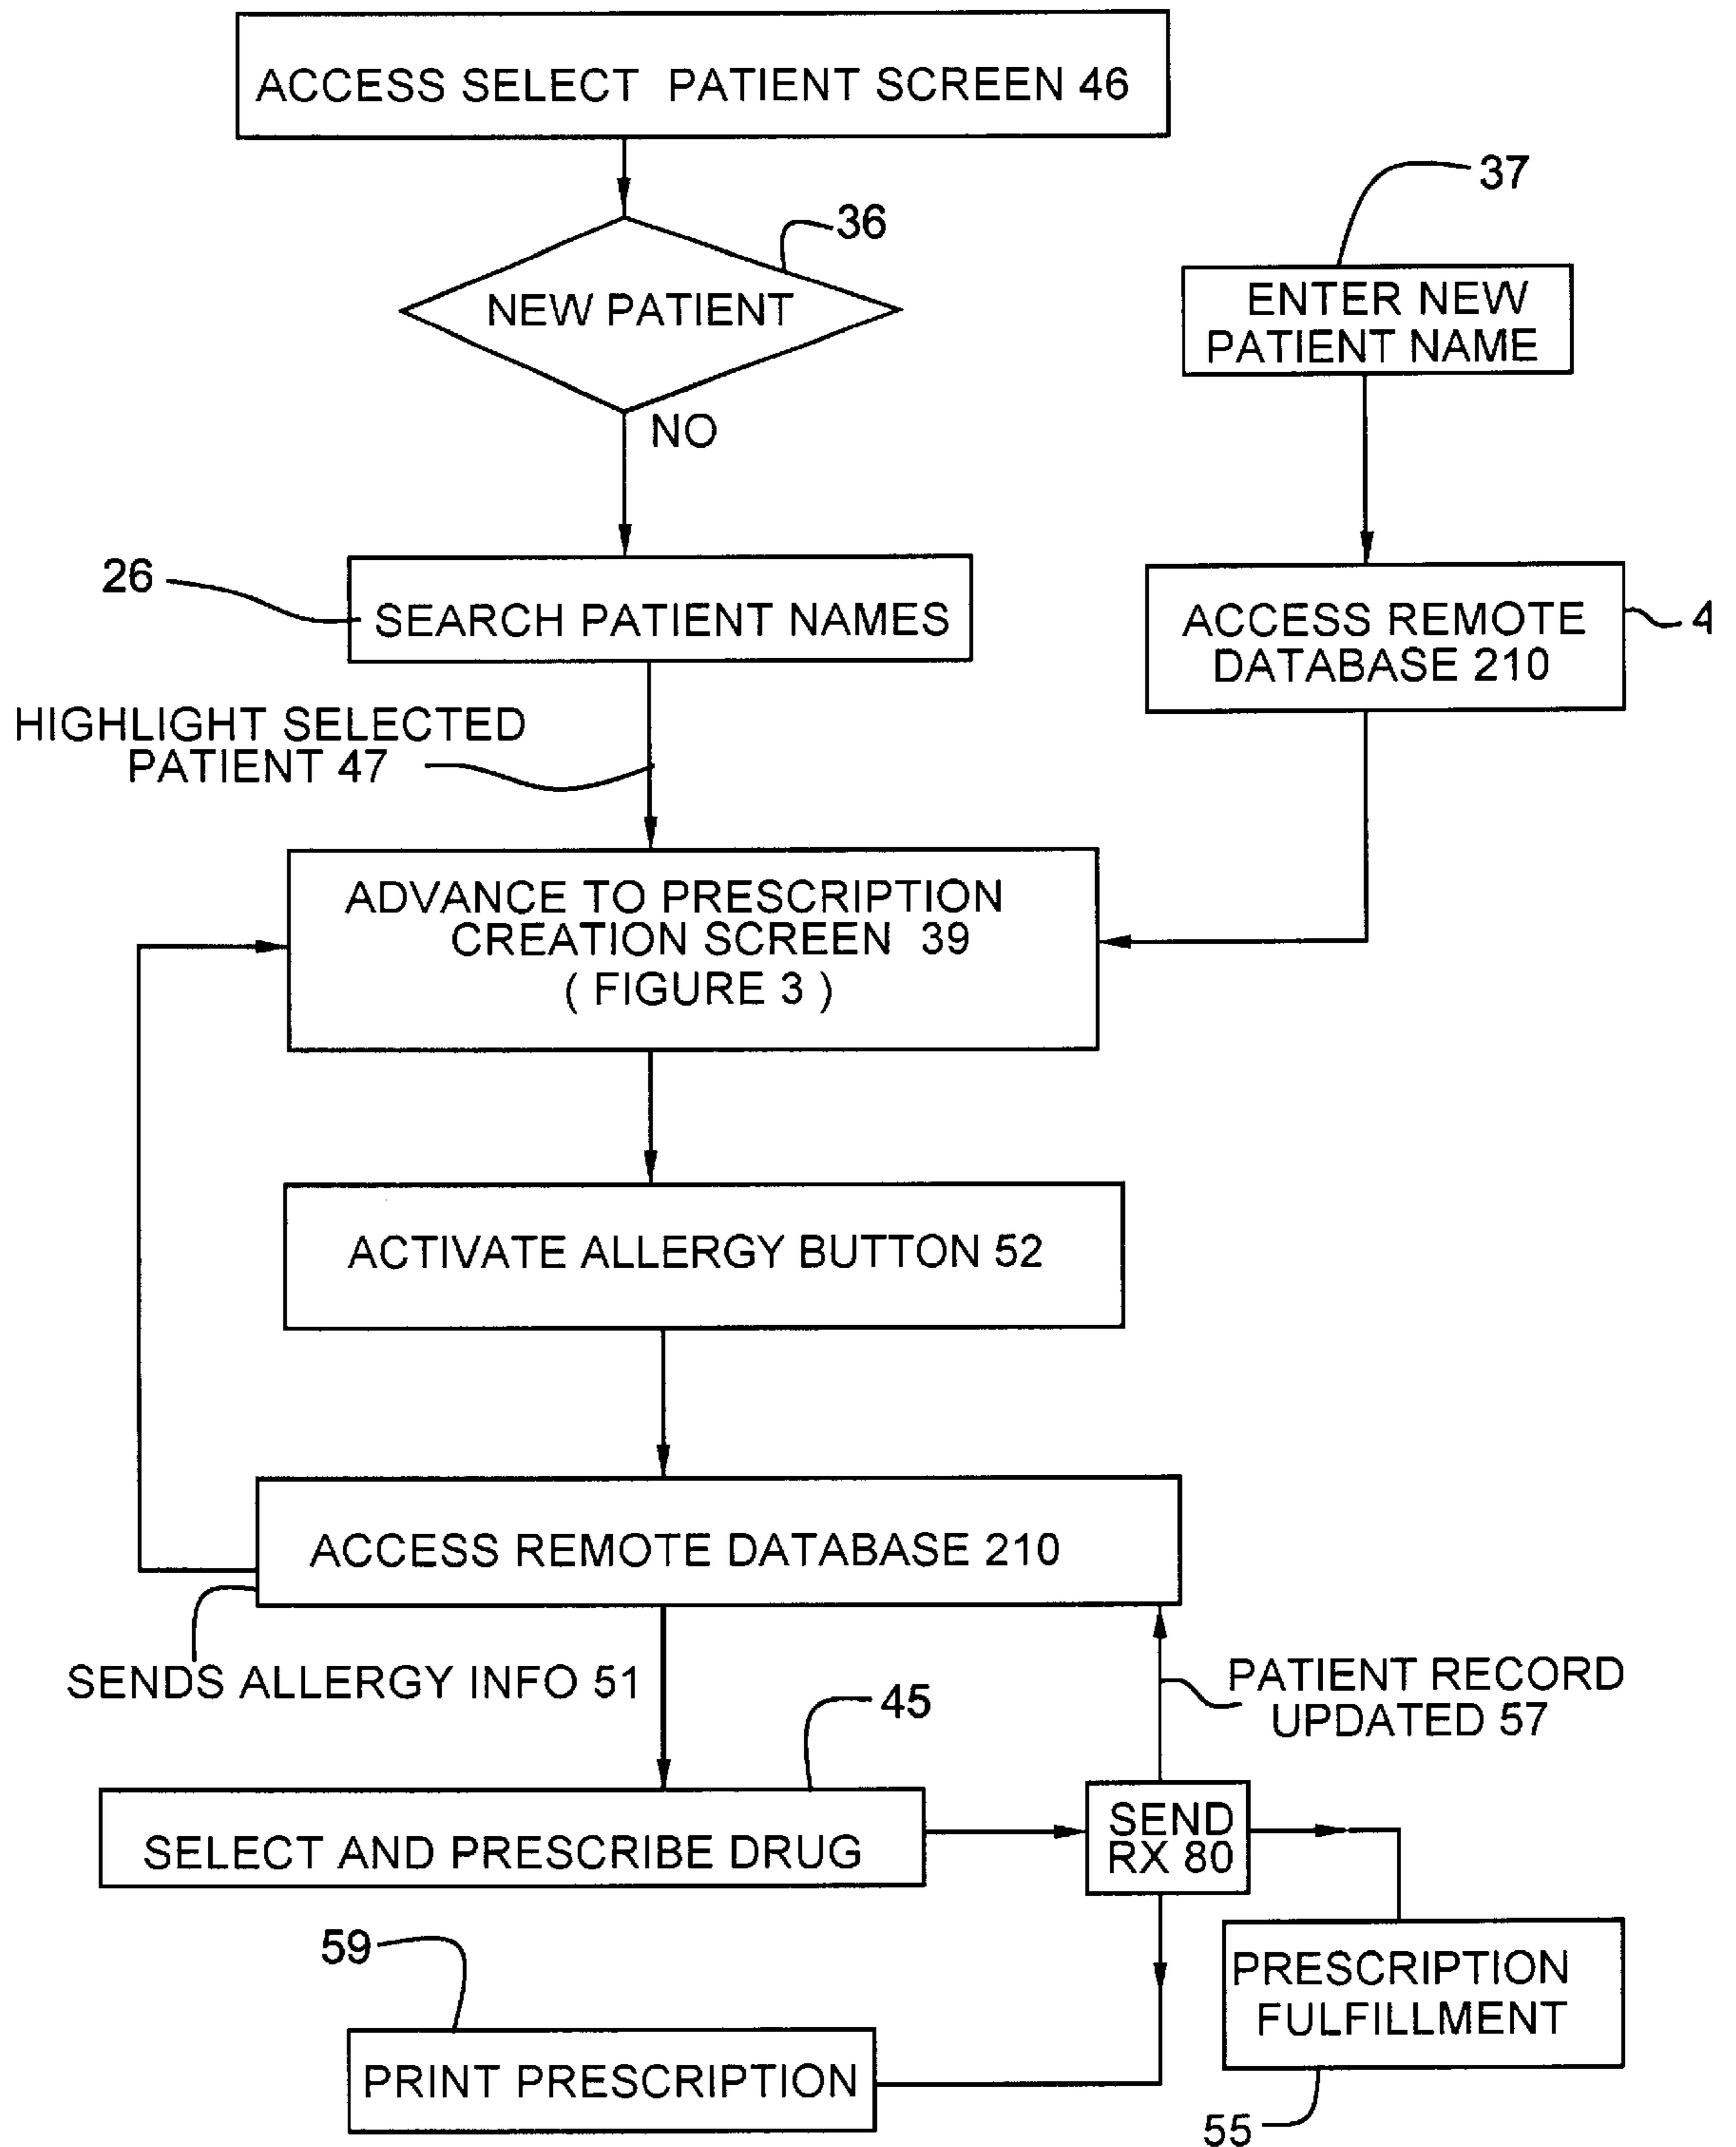 ACCESS SELECT PATIENT SCREEN 46
36
NEW PATIENT
NO
37
ENTER NEW
PATIENT NAME
26
SEARCH PATIENT NAMES
ACCESS REMOTE
DATABASE 210
4
HIGHLIGHT SELECTED
PATIENT 47
ADVANCE TO PRESCRIPTION
CREATION SCREEN 39
( FIGURE 3 )
ACTIVATE ALLERGY BUTTON 52
ACCESS REMOTE DATABASE 210
SENDS ALLERGY INFO 51
PATIENT RECORD
UPDATED 57
45
SELECT AND PRESCRIBE DRUG
SEND
RX 80
59
PRINT PRESCRIPTION
PRESCRIPTION
FULFILLMENT
55